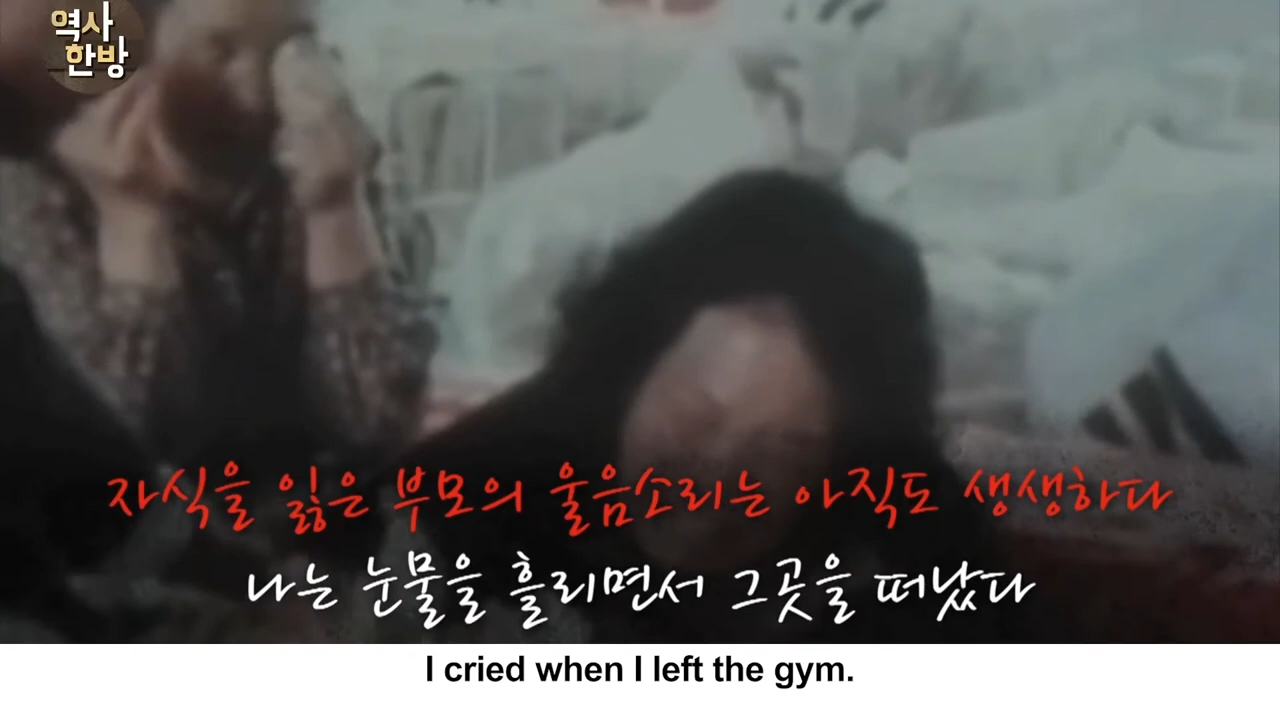 역사
한방
자식을 잃은 부모의 울음소리는 아직도 생생하다
나는 눈물을 흘리면서 그곳을 떠났다
I cried when I left the gym.